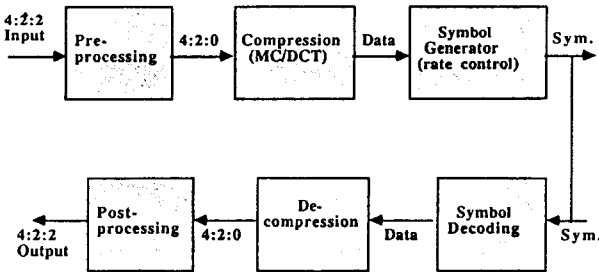 4:2:2
Input
Pre-
processing
4:2:0
Compression
(MC/DCT)
Data
Symbol
Generator
(rate control)
Sym.
4:2:2
Output
Post-
processing
4:2:0
De-
compression
Data
Symbol
Decoding
Sym.